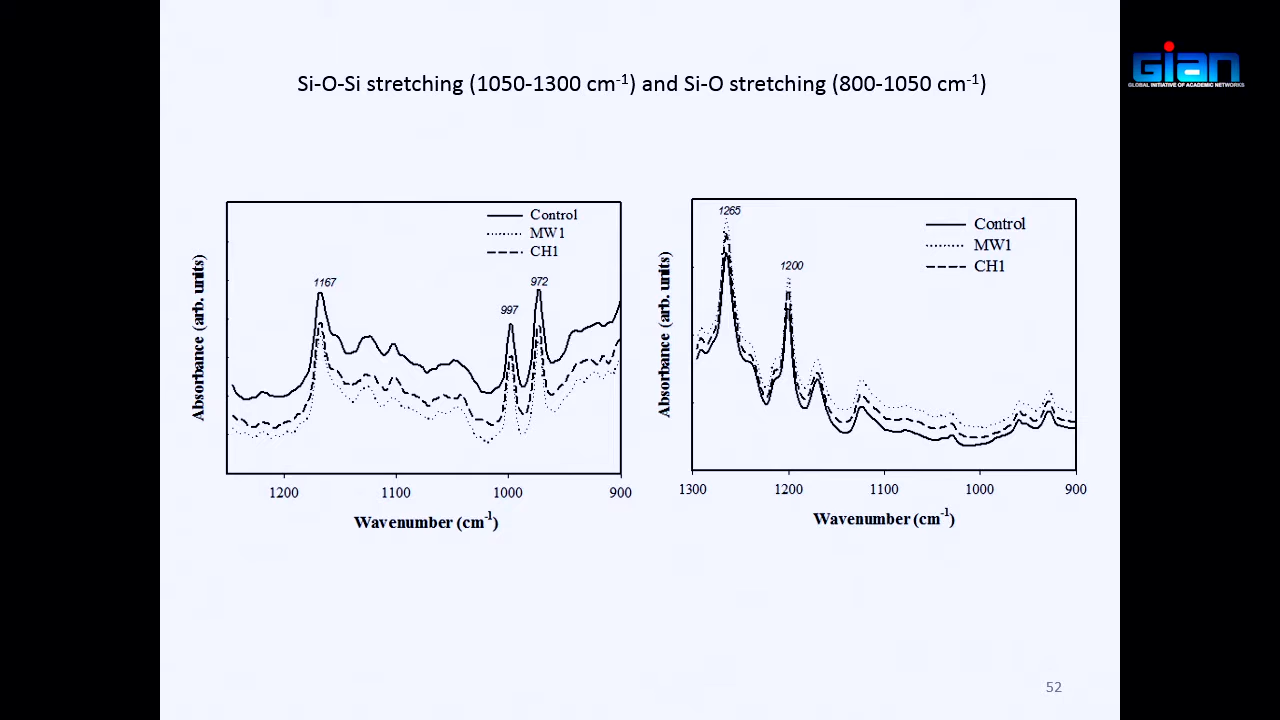 Si-O-Si stretching (1050-1300 cm-1) and Si-O stretching (800-1050 cm-1)
GIAN
GLOBAL INITIATIVE OF ACADEMIC NETWORKS
Control
MW1
CH1
1167
997
972
Absorbance (arb. units)
1200
1100
1000
900
Wavenumber (cm-1)
1265
1200
Control
MW1
CH1
Absorbance (arb. units)
1300
1200
1100
1000
900
Wavenumber (cm-1)
52